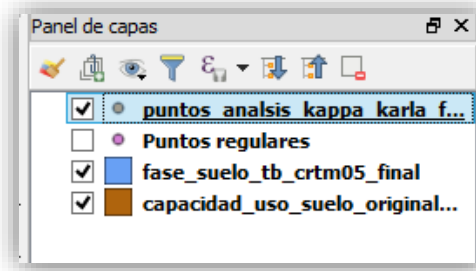 Panel de capas
puntos_analsis_kappa_karla_f...
Puntos regulares
fase_suelo_tb_crtm05_final
capacidad_uso_suelo_original...